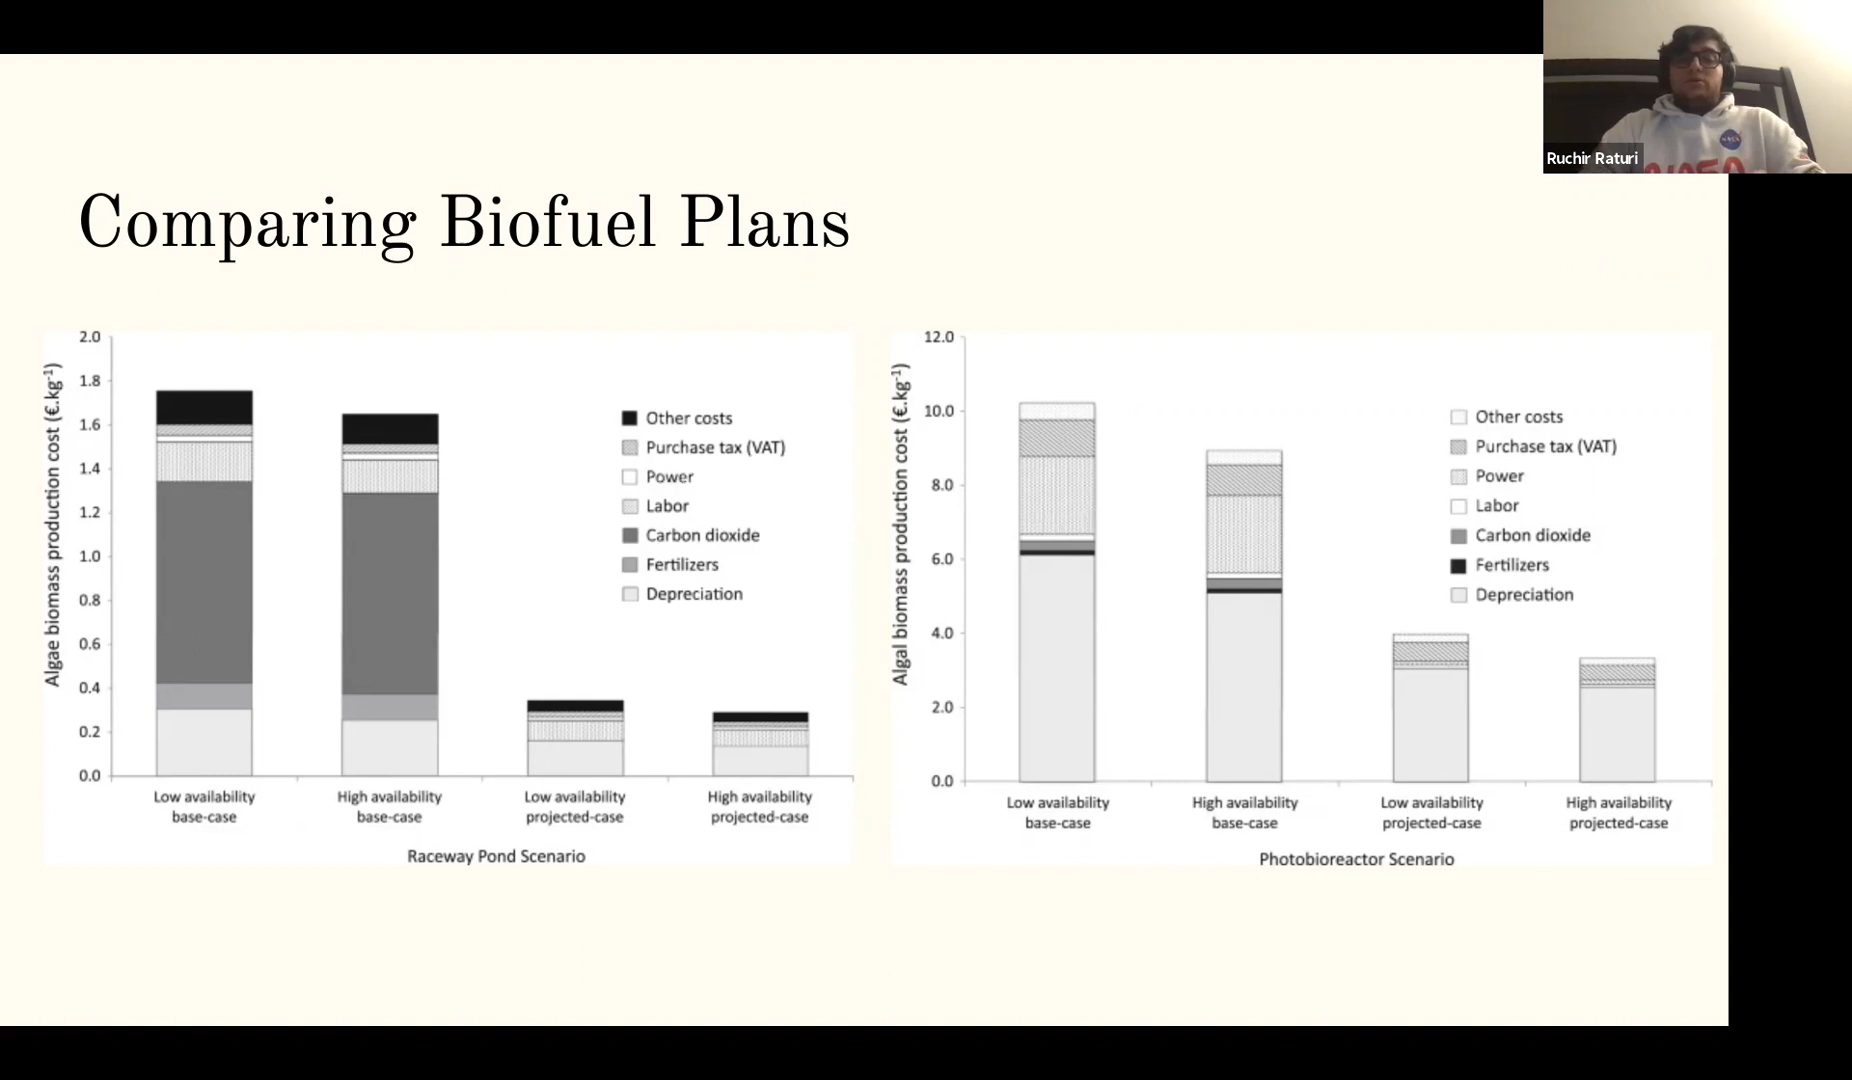 Ruchir Raturi
NASA
Comparing Biofuel Plans
Algae biomass production cost (€.kg-1)
2.0
1.8
1.6
1.4
1.2
1.0
0.8
0.6
0.4
0.2
0.0
Other costs
Purchase tax (VAT)
Power
Labor
Carbon dioxide
Fertilizers
Depreciation
Low availability
base-case
High availability
base-case
Low availability
projected-case
High availability
projected-case
Raceway Pond Scenario
Algal biomass production cost (€.kg-1)
12.0
10.0
8.0
6.0
4.0
2.0
0.0
Other costs
Purchase tax (VAT)
Power
Labor
Carbon dioxide
Fertilizers
Depreciation
Low availability
base-case
High availability
base-case
Low availability
projected-case
High availability
projected-case
Photobioreactor Scenario